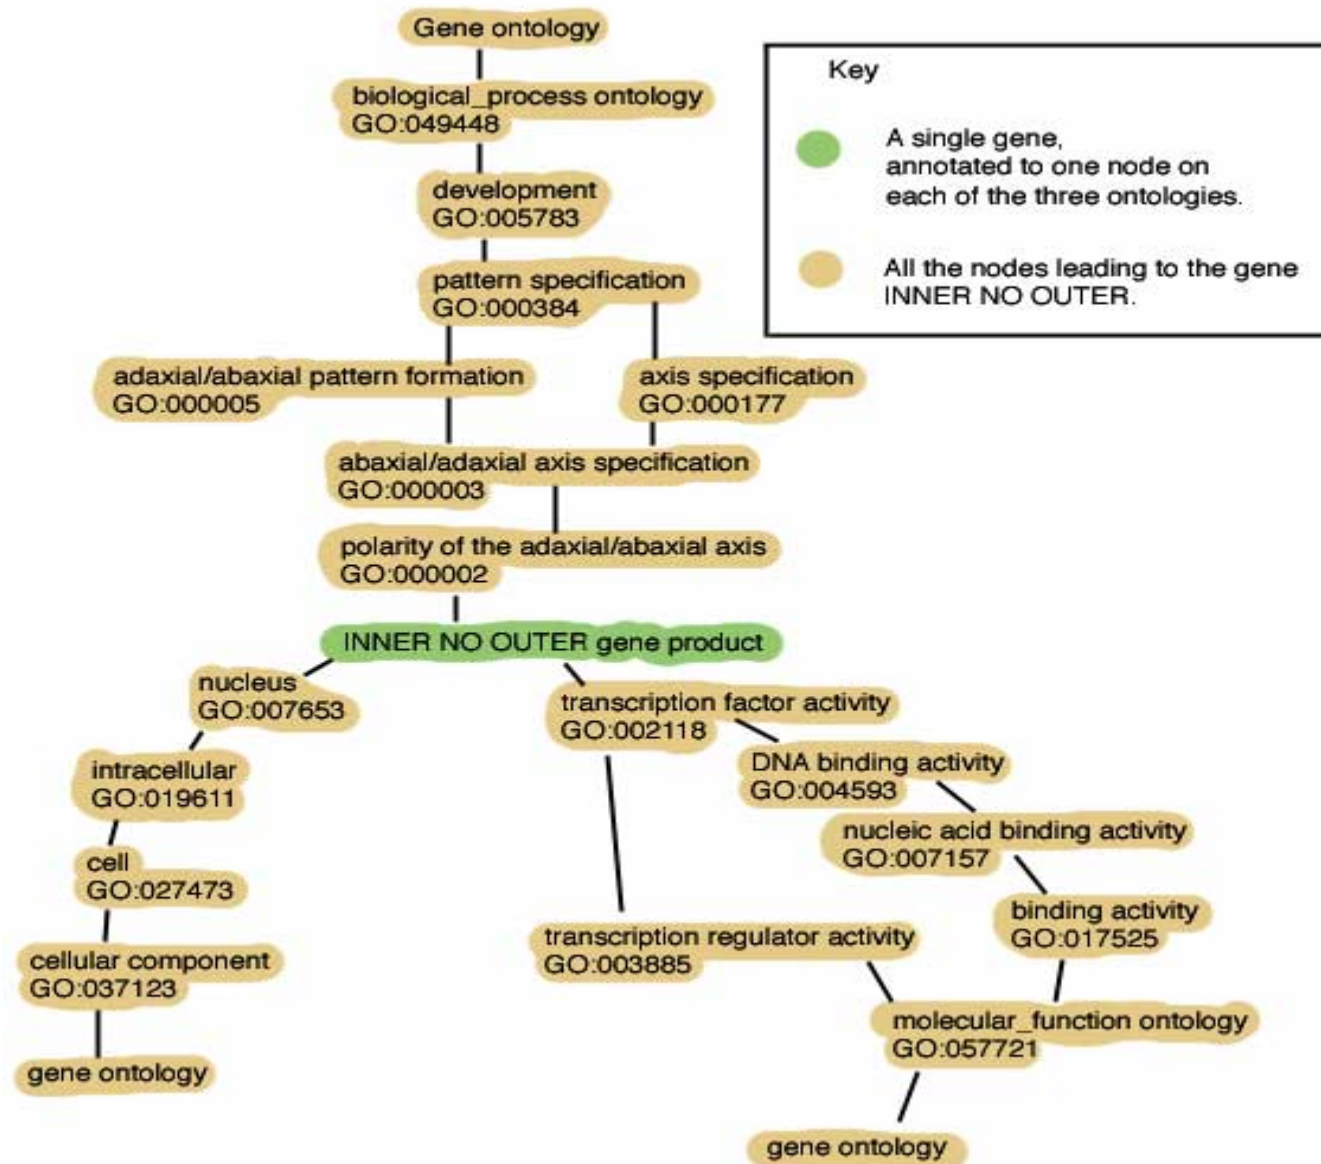 Gene ontology
biological_process ontology
GO:049448
development
GO:005783
pattern specification
GO:000384
adaxial/abaxial pattern formation
GO:000005
axis specification
GO:000177
abaxial/adaxial axis specification
GO:000003
polarity of the adaxial/abaxial axis
GO:000002
INNER NO OUTER gene product
nucleus
GO:007653
intracellular
GO:019611
cell
GO:027473
cellular component
GO:037123
gene ontology
transcription factor activity
GO:002118
DNA binding activity
GO:004593
nucleic acid binding activity
GO:007157
binding activity
GO:017525
transcription regulator activity
GO:003885
molecular_function ontology
GO:057721
gene ontology
Key
A single gene,
annotated to one node on
each of the three ontologies.
All the nodes leading to the gene
INNER NO OUTER.